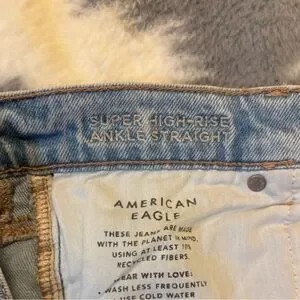 SUPER HIGH-RISE
ANKLE STRAIGHT
AMERICAN
EAGLE
THESE JEANS ARE MADE
WITH THE PLANET IN MIND,
USING AT LEAST 10%
RECYCLED FIBERS.
WEAR WITH LOVE:
WASH LESS FREQUENTLY
USE COLD WATER